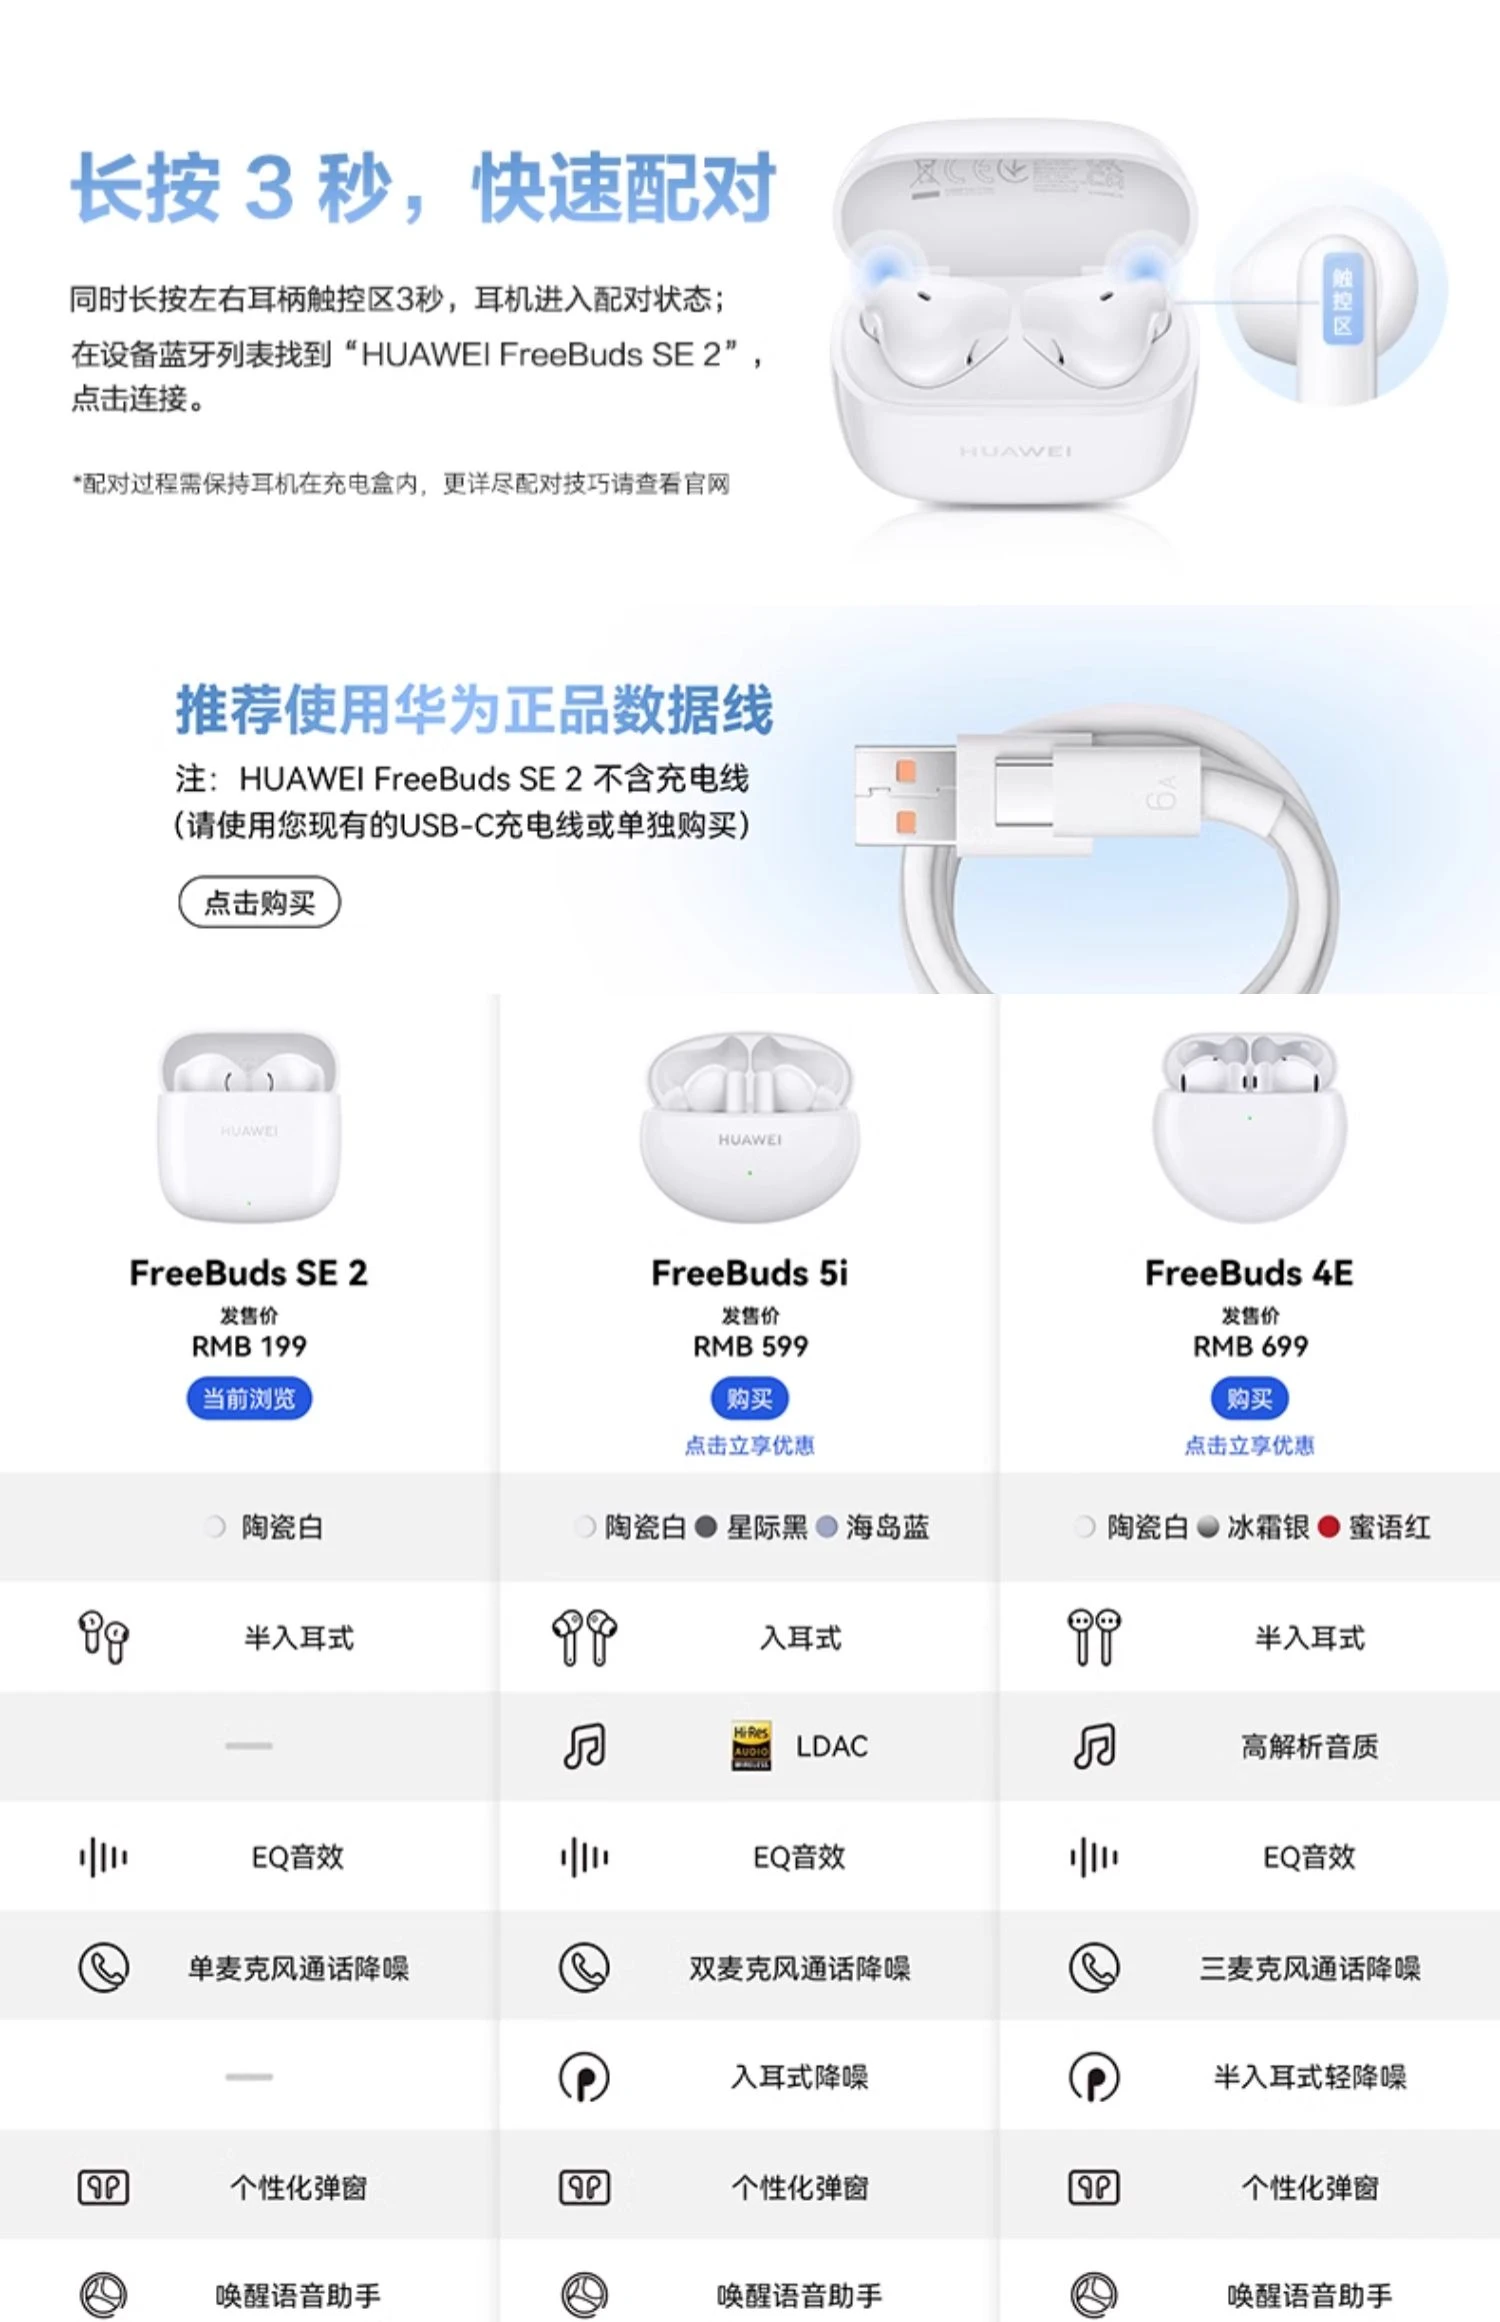 长按 3 秒，快速配对
同时长按左右耳柄触控区3秒，耳机进入配对状态；
在设备蓝牙列表找到“HUAWEI FreeBuds SE 2”，
点击连接。
*配对过程需保持耳机在充电盒内，更详尽配对技巧请查看官网
触控区
HUAWEI
推荐使用华为正品数据线
注：HUAWEI FreeBuds SE 2 不含充电线
（请使用您现有的USB-C充电线或单独购买）
点击购买
6A
HUAWEI
HUAWEI
FreeBuds SE 2
FreeBuds 5i
FreeBuds 4E
发售价
发售价
发售价
RMB 199
RMB 599
RMB 699
当前浏览
购买
购买
点击立享优惠
点击立享优惠
陶瓷白
陶瓷白 星际黑 海岛蓝
陶瓷白 冰霜银 蜜语红
半入耳式
入耳式
半入耳式
Hi-Res AUDIO WIRELESS LDAC
高解析音质
EQ音效
EQ音效
EQ音效
单麦克风通话降噪
双麦克风通话降噪
三麦克风通话降噪
入耳式降噪
半入耳式轻降噪
个性化弹窗
个性化弹窗
个性化弹窗
唤醒语音助手
唤醒语音助手
唤醒语音助手